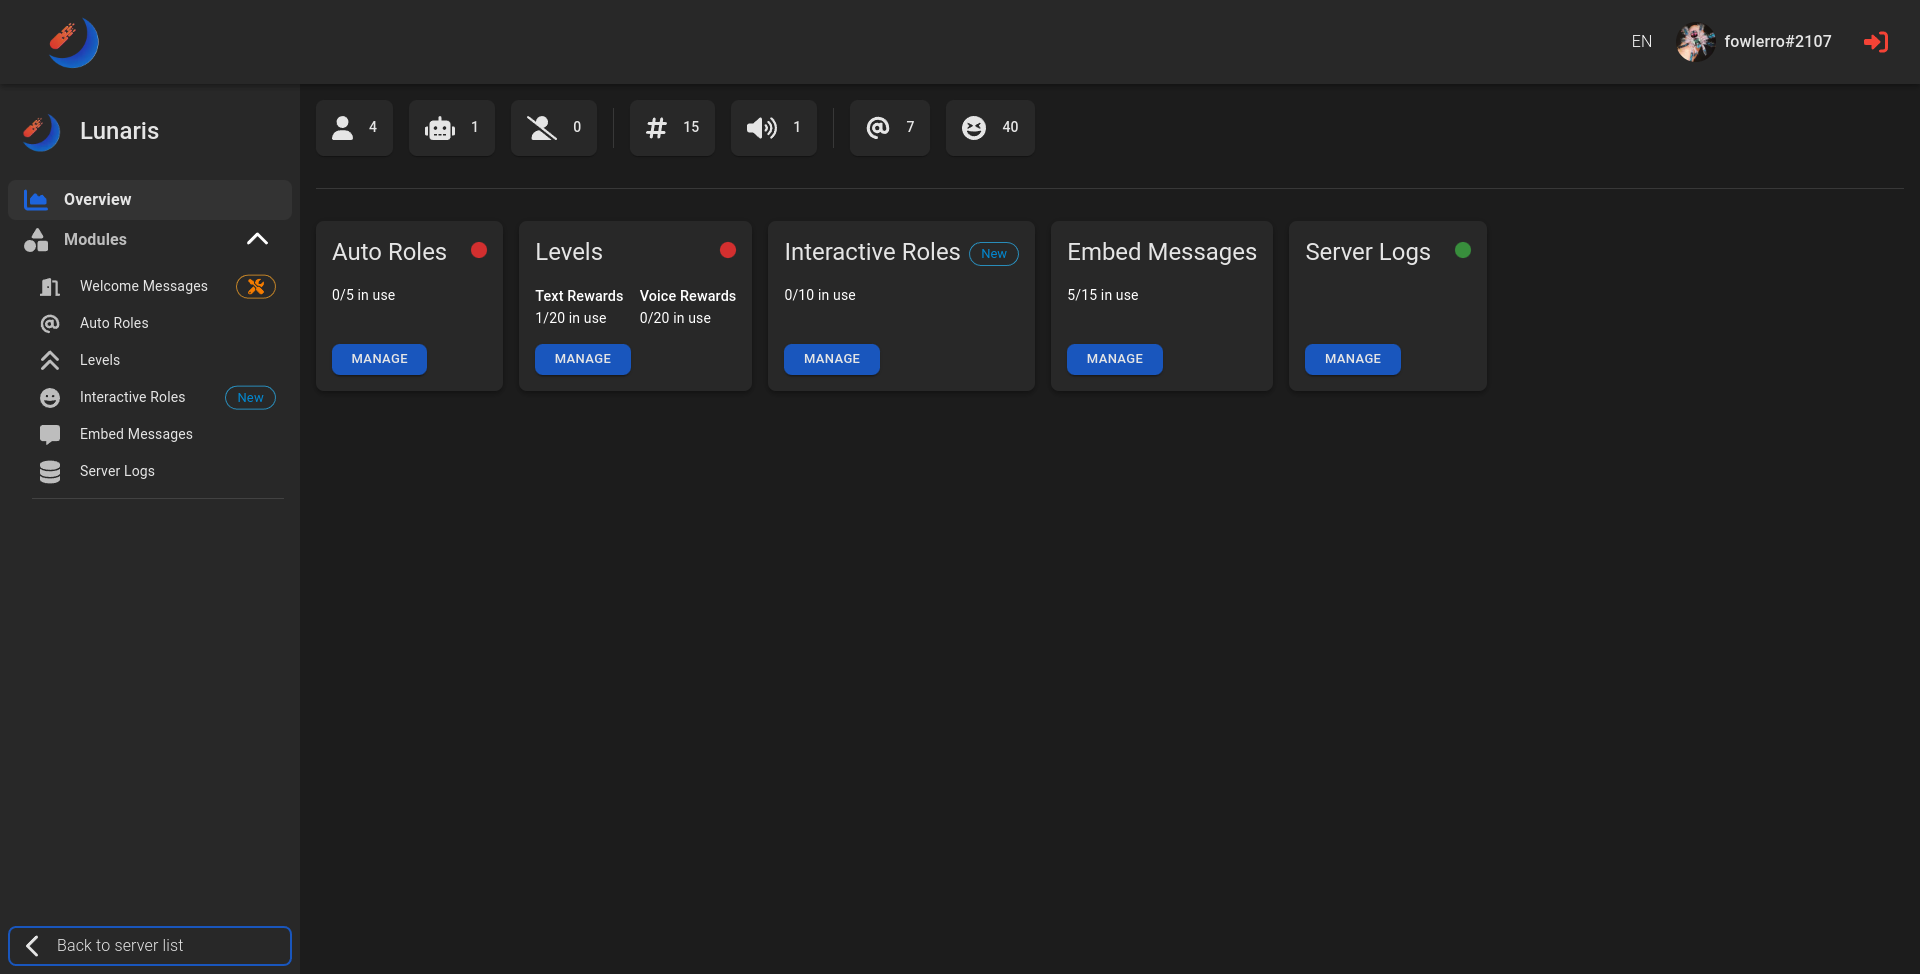 EN
fowlerro#2107
Lunaris
Overview
Modules
Welcome Messages
Auto Roles
Levels
Interactive Roles New
Embed Messages
Server Logs
Back to server list
4
1
0
15
1
7
40
Auto Roles
0/5 in use
MANAGE
Levels
Text Rewards Voice Rewards
1/20 in use 0/20 in use
MANAGE
Interactive Roles New
0/10 in use
MANAGE
Embed Messages
5/15 in use
MANAGE
Server Logs
MANAGE